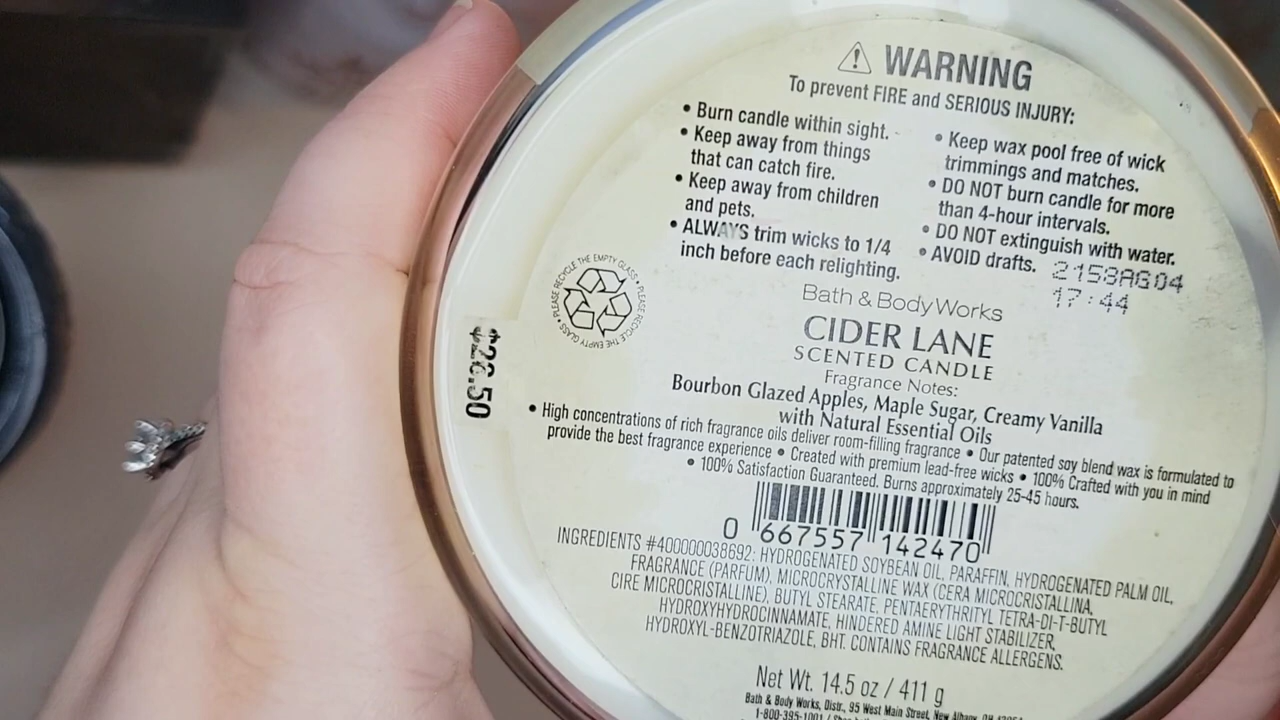 WARNING
To prevent FIRE and SERIOUS INJURY:
• Burn candle within sight.
• Keep away from things
that can catch fire.
• Keep away from children
and pets.
• ALWAYS trim wicks to 1/4
inch before each relighting.
• Keep wax pool free of wick
trimmings and matches.
• DO NOT burn candle for more
than 4-hour intervals.
• DO NOT extinguish with water.
• AVOID drafts.
2158AG04
17:44
PLEASE RECYCLE THE EMPTY GLASS • PLEASE RECYCLE THE EMPTY GLASS •
$26.50
Bath & Body Works
CIDER LANE
SCENTED CANDLE
Fragrance Notes:
Bourbon Glazed Apples, Maple Sugar, Creamy Vanilla
with Natural Essential Oils
• High concentrations of rich fragrance oils deliver room-filling fragrance • Our patented soy blend wax is formulated to
provide the best fragrance experience • Created with premium lead-free wicks • 100% Crafted with you in mind
• 100% Satisfaction Guaranteed. Burns approximately 25-45 hours.
0 667557 142470
INGREDIENTS #400000038692: HYDROGENATED SOYBEAN OIL, PARAFFIN, HYDROGENATED PALM OIL,
FRAGRANCE (PARFUM), MICROCRYSTALLINE WAX (CERA MICROCRISTALLINA,
CIRE MICROCRISTALLINE), BUTYL STEARATE, PENTAERYTHRITYL TETRA-DI-T-BUTYL
HYDROXYHYDROCINNAMATE, HINDERED AMINE LIGHT STABILIZER,
HYDROXYL-BENZOTRIAZOLE, BHT. CONTAINS FRAGRANCE ALLERGENS.
Net Wt. 14.5 oz / 411 g
Bath & Body Works, Distr., 95 West Main Street, New Albany, OH
1-800-395-1001